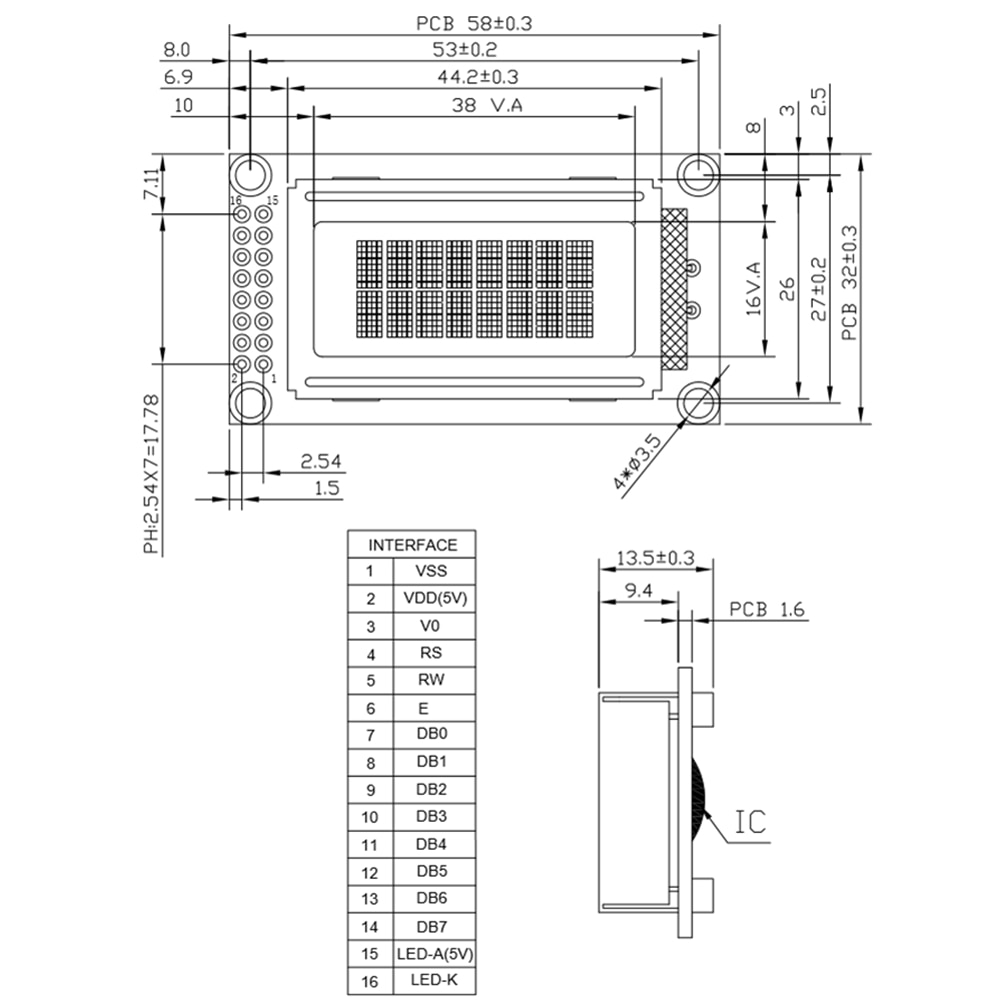 PCB 58±0.3
8.0
53±0.2
6.9
44.2±0.3
10
38 V.A
8
3
2.5
7.11
16
15
16V.A
26
27±0.2
PCB 32±0.3
2
1
PH:2.54X7=17.78
2.54
1.5
4*Ø3.5
INTERFACE
1 VSS
2 VDD(5V)
3 V0
4 RS
5 RW
6 E
7 DB0
8 DB1
9 DB2
10 DB3
11 DB4
12 DB5
13 DB6
14 DB7
15 LED-A(5V)
16 LED-K
13.5±0.3
9.4
PCB 1.6
IC